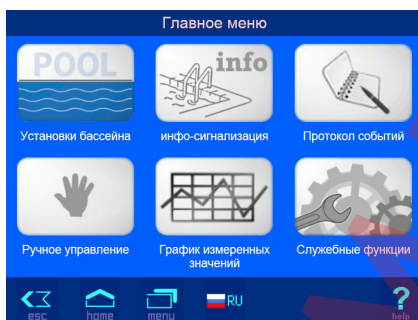 Главное меню
POOL
info
Установки бассейна
инфо-сигнализация
Протокол событий
Ручное управление
График измеренных
значений
Служебные функции
esc
home
menu
RU
?
help